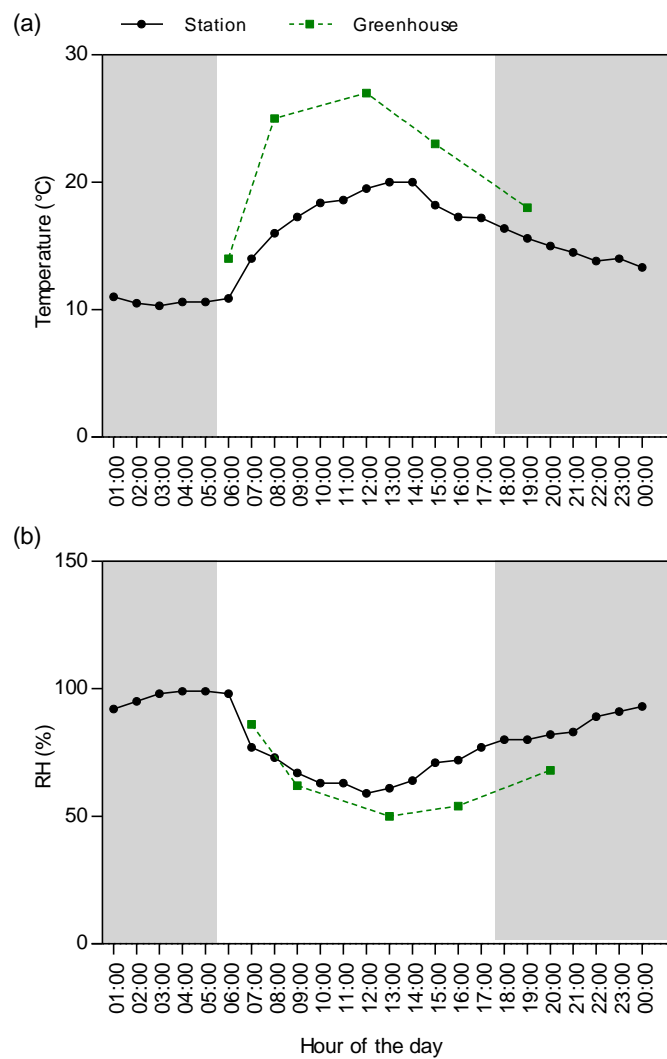 (a)
Station Greenhouse
30
20
10
0
Temperature (°C)
01:00 02:00 03:00 04:00 05:00 06:00 07:00 08:00 09:00 10:00 11:00 12:00 13:00 14:00 15:00 16:00 17:00 18:00 19:00 20:00 21:00 22:00 23:00 00:00
(b)
150
100
50
0
RH (%)
01:00 02:00 03:00 04:00 05:00 06:00 07:00 08:00 09:00 10:00 11:00 12:00 13:00 14:00 15:00 16:00 17:00 18:00 19:00 20:00 21:00 22:00 23:00 00:00
Hour of the day